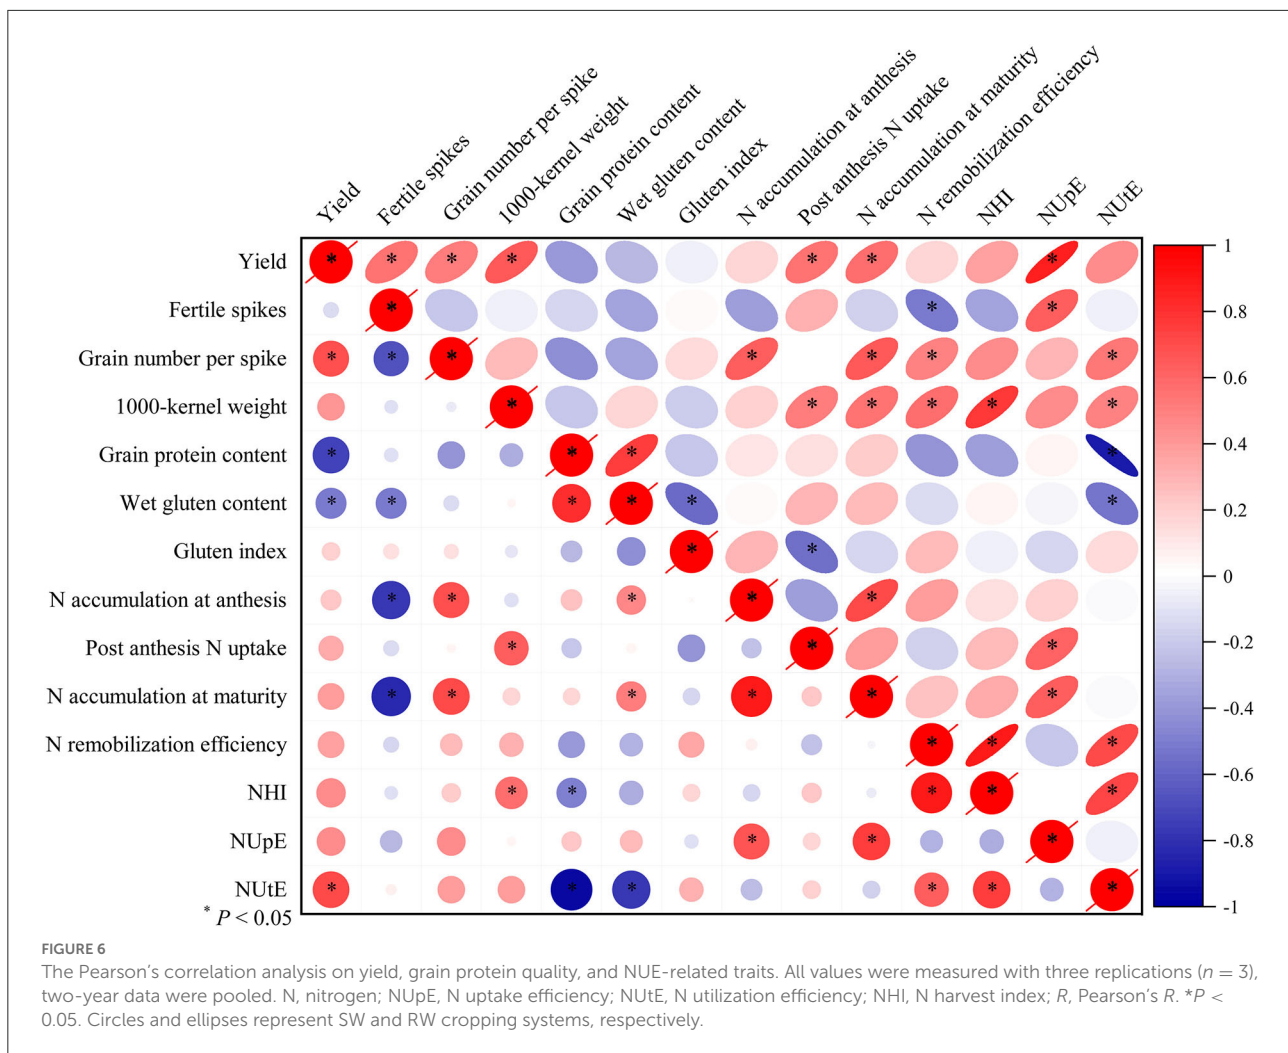 Yield
Fertile spikes
Grain number per spike
1000-kernel weight
Grain protein content
Wet gluten content
Gluten index
N accumulation at anthesis
Post anthesis N uptake
N accumulation at maturity
N remobilization efficiency
NHI
NUpE
NUtE
Yield
Fertile spikes
Grain number per spike
1000-kernel weight
Grain protein content
Wet gluten content
Gluten index
N accumulation at anthesis
Post anthesis N uptake
N accumulation at maturity
N remobilization efficiency
NHI
NUpE
NUtE
* P < 0.05
1
0.8
0.6
0.4
0.2
0
-0.2
-0.4
-0.6
-0.8
-1
FIGURE 6
The Pearson's correlation analysis on yield, grain protein quality, and NUE-related traits. All values were measured with three replications (n = 3),
two-year data were pooled. N, nitrogen; NUpE, N uptake efficiency; NUtE, N utilization efficiency; NHI, N harvest index; R, Pearson's R. *P <
0.05. Circles and ellipses represent SW and RW cropping systems, respectively.